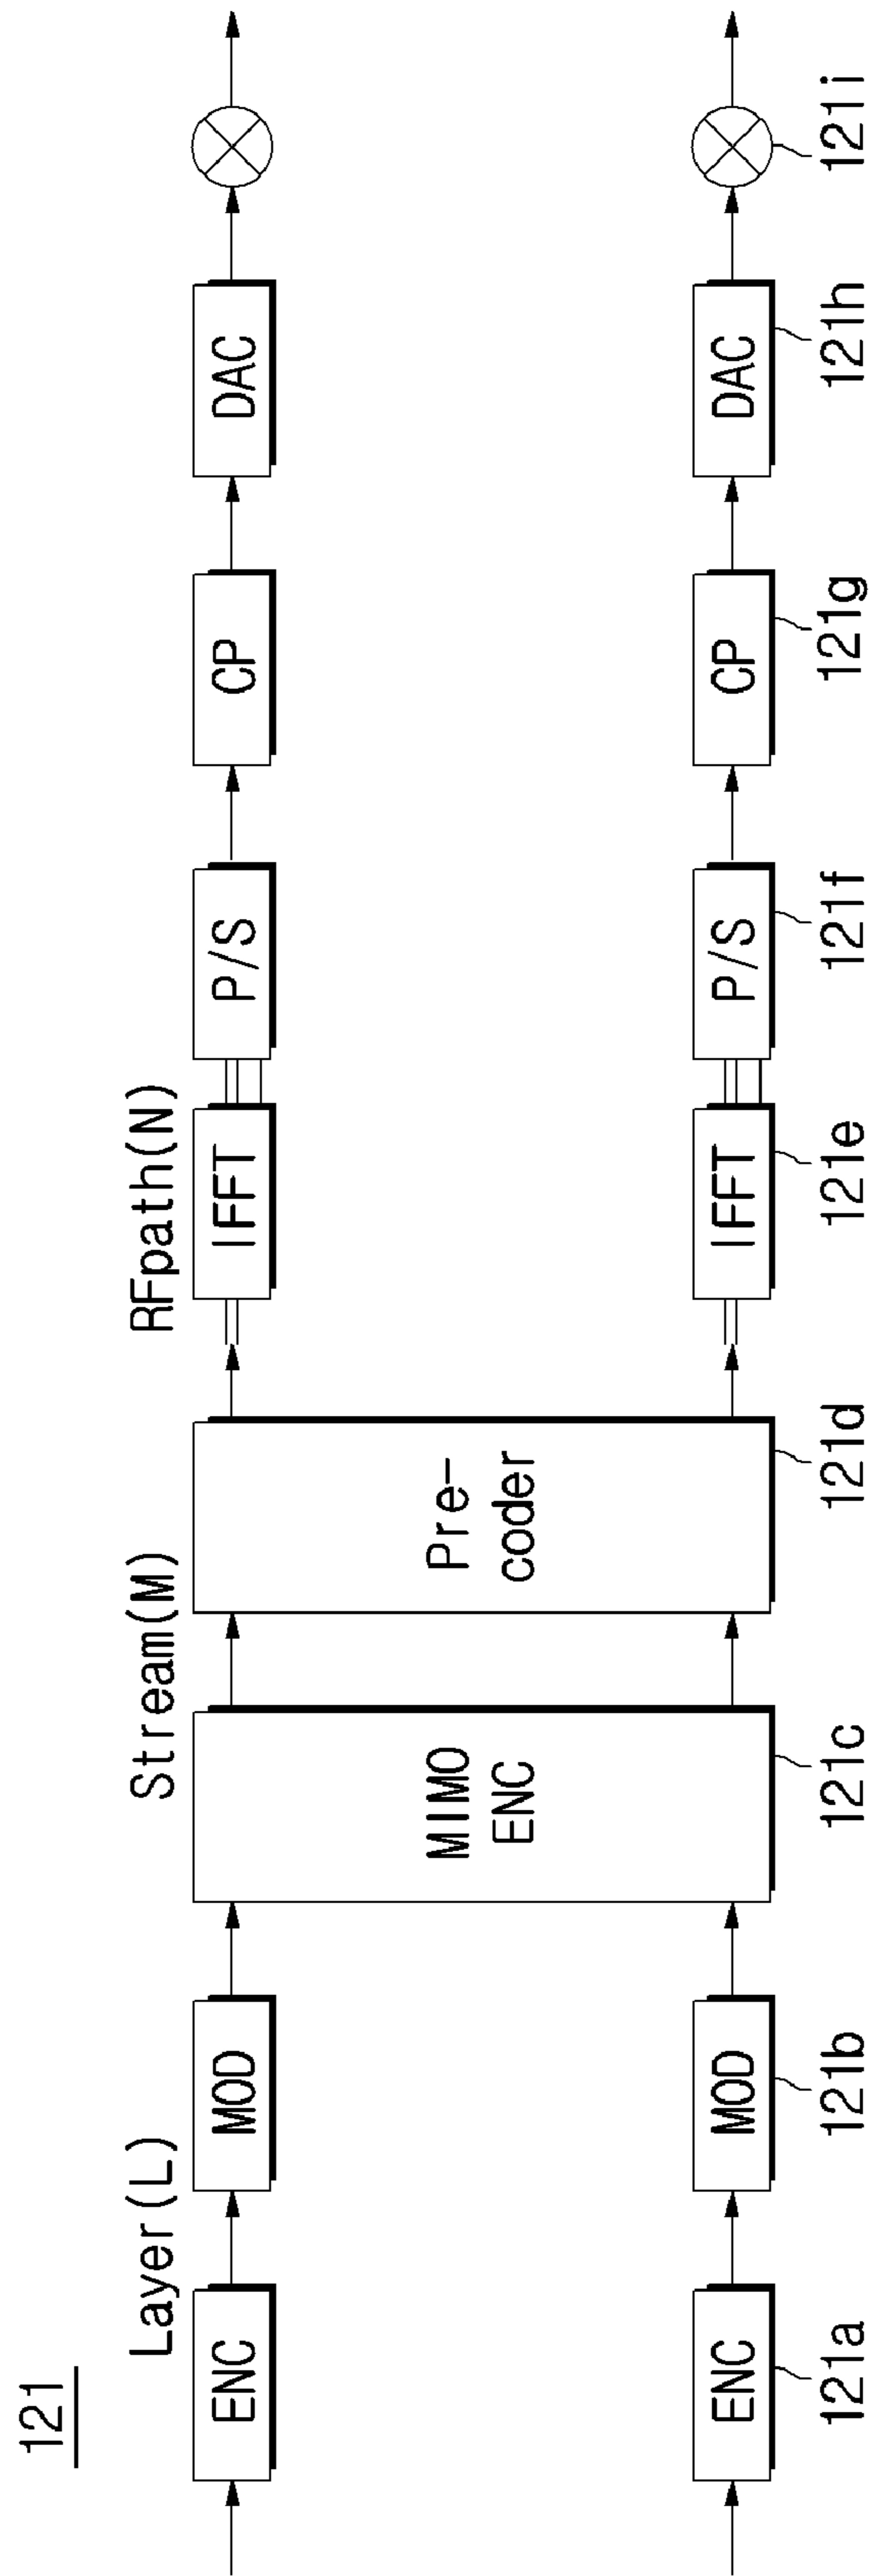 121
Layer(L)
Stream(M)
RFpath(N)
ENC
MOD
MIMO
ENC
Pre-
coder
IFFT
P/S
CP
DAC
ENC
MOD
IFFT
P/S
CP
DAC
121a
121b
121c
121d
121e
121f
121g
121h
121i